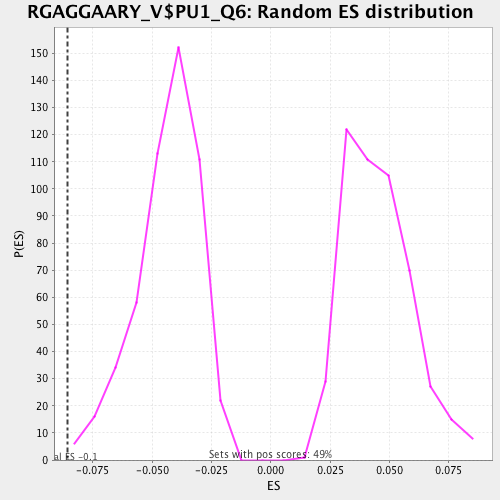 RGAGGAARY_V$PU1_Q6: Random ES distribution
P(ES)
150
140
130
120
110
100
90
80
70
60
50
40
30
20
10
0
al ES -0.1
Sets with pos scores: 49%
-0.075 -0.050 -0.025 0.000 0.025 0.050 0.075
ES